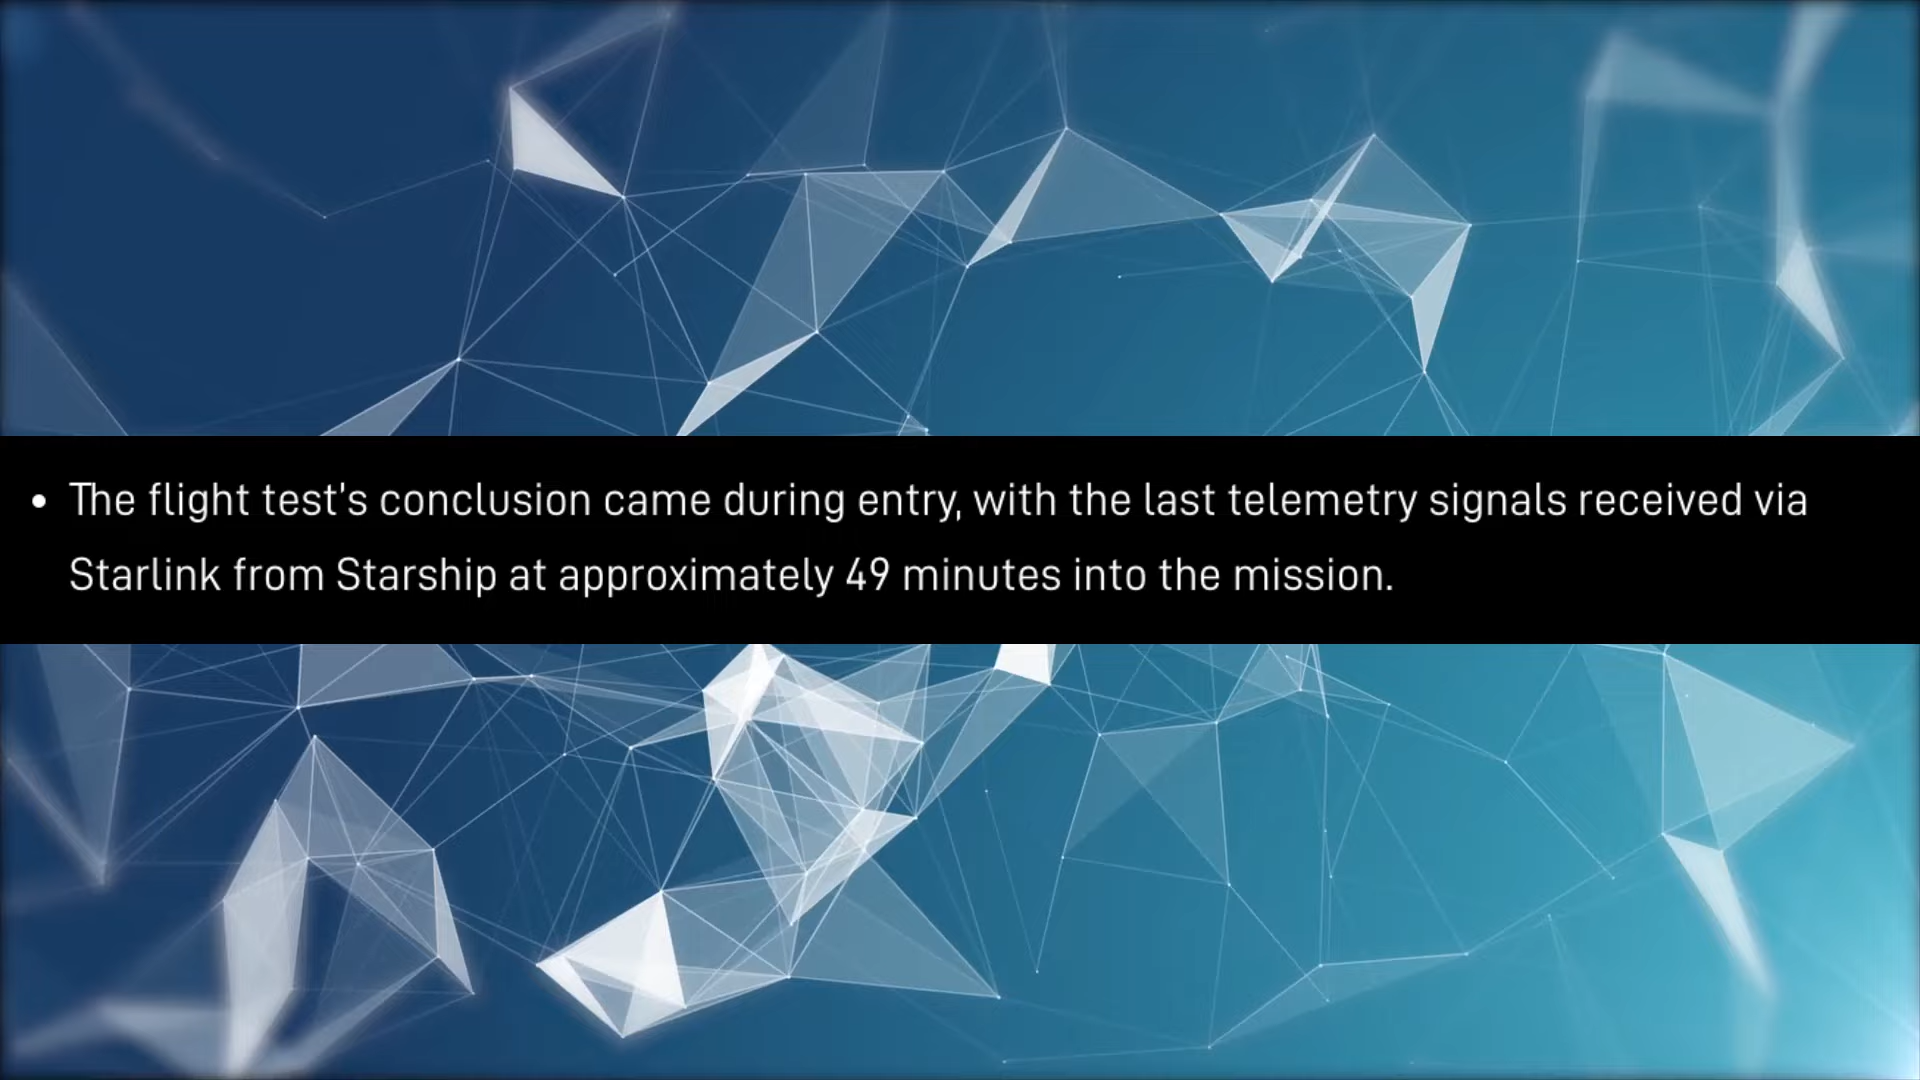 • The flight test's conclusion came during entry, with the last telemetry signals received via
Starlink from Starship at approximately 49 minutes into the mission.